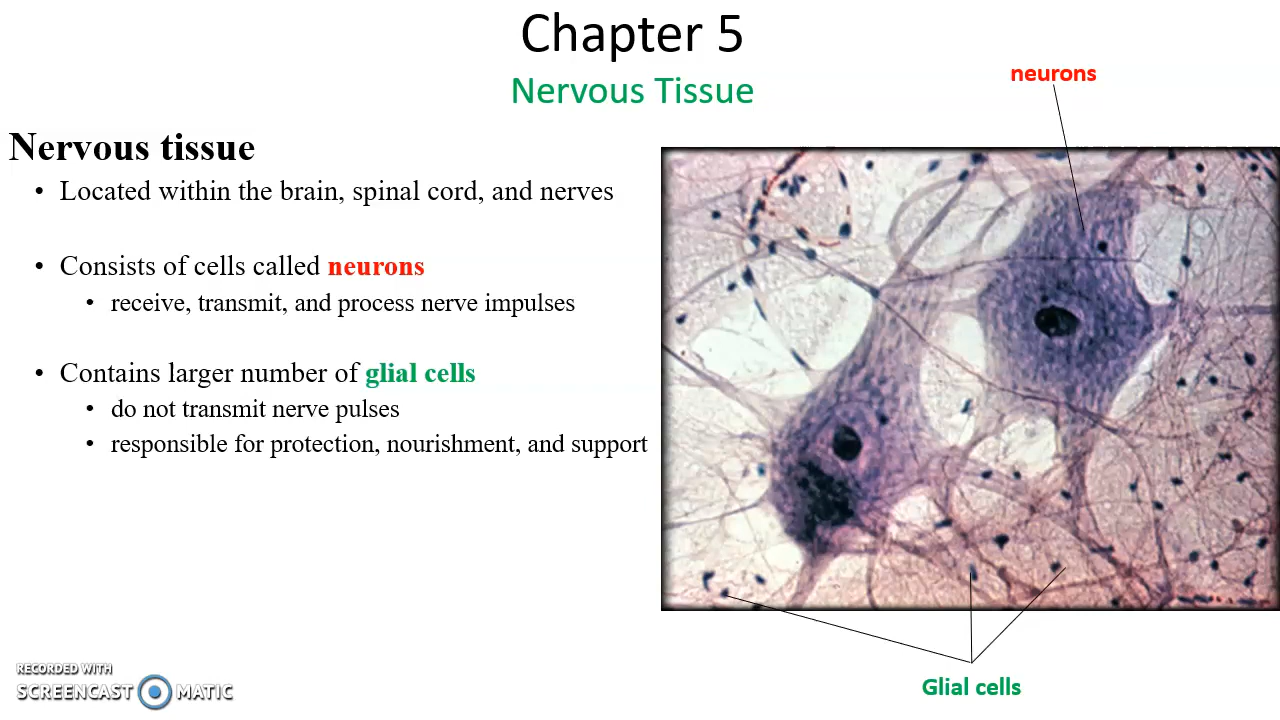 Chapter 5
Nervous Tissue
neurons
Nervous tissue
• Located within the brain, spinal cord, and nerves
• Consists of cells called neurons
• receive, transmit, and process nerve impulses
• Contains larger number of glial cells
• do not transmit nerve pulses
• responsible for protection, nourishment, and support
Glial cells
RECORDED WITH
SCREENCAST MATIC